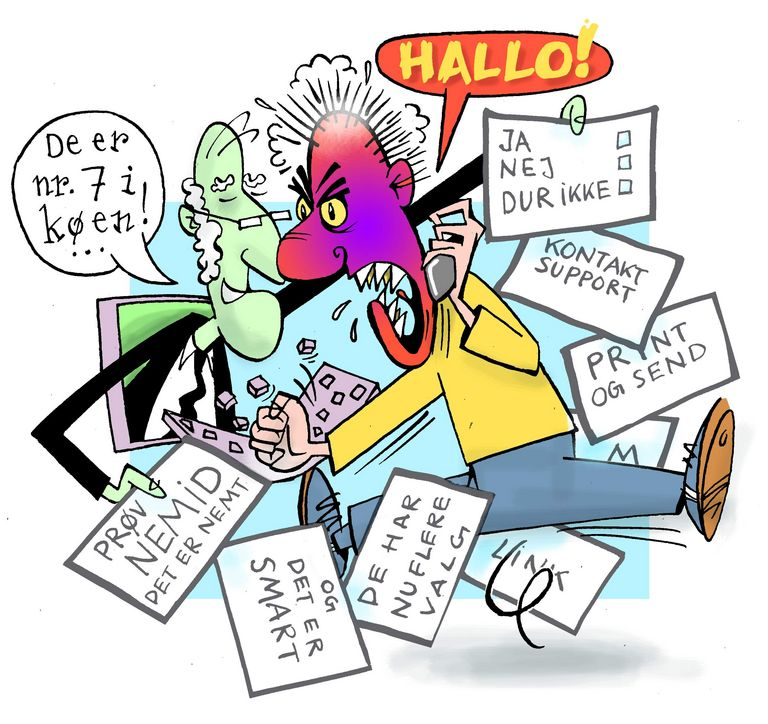 HALLO!
De er
nr. 7 i
køen!
...
JA
NEJ
DUR IKKE
KONTAKT
SUPPORT
PRINT
OG SEND
M
PRØV
NEMID
DET ER NEMT
OG
DET ER
SMART
DE HAR
NU FLERE
VALG
LINK